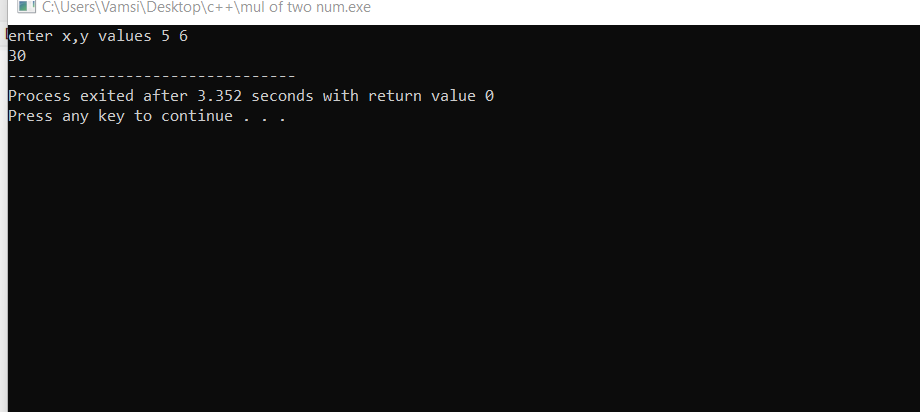 C:\Users\Vamsi\Desktop\c++\mul of two num.exe
enter x,y values 5 6
30
--------------------------------
Process exited after 3.352 seconds with return value 0
Press any key to continue . . .